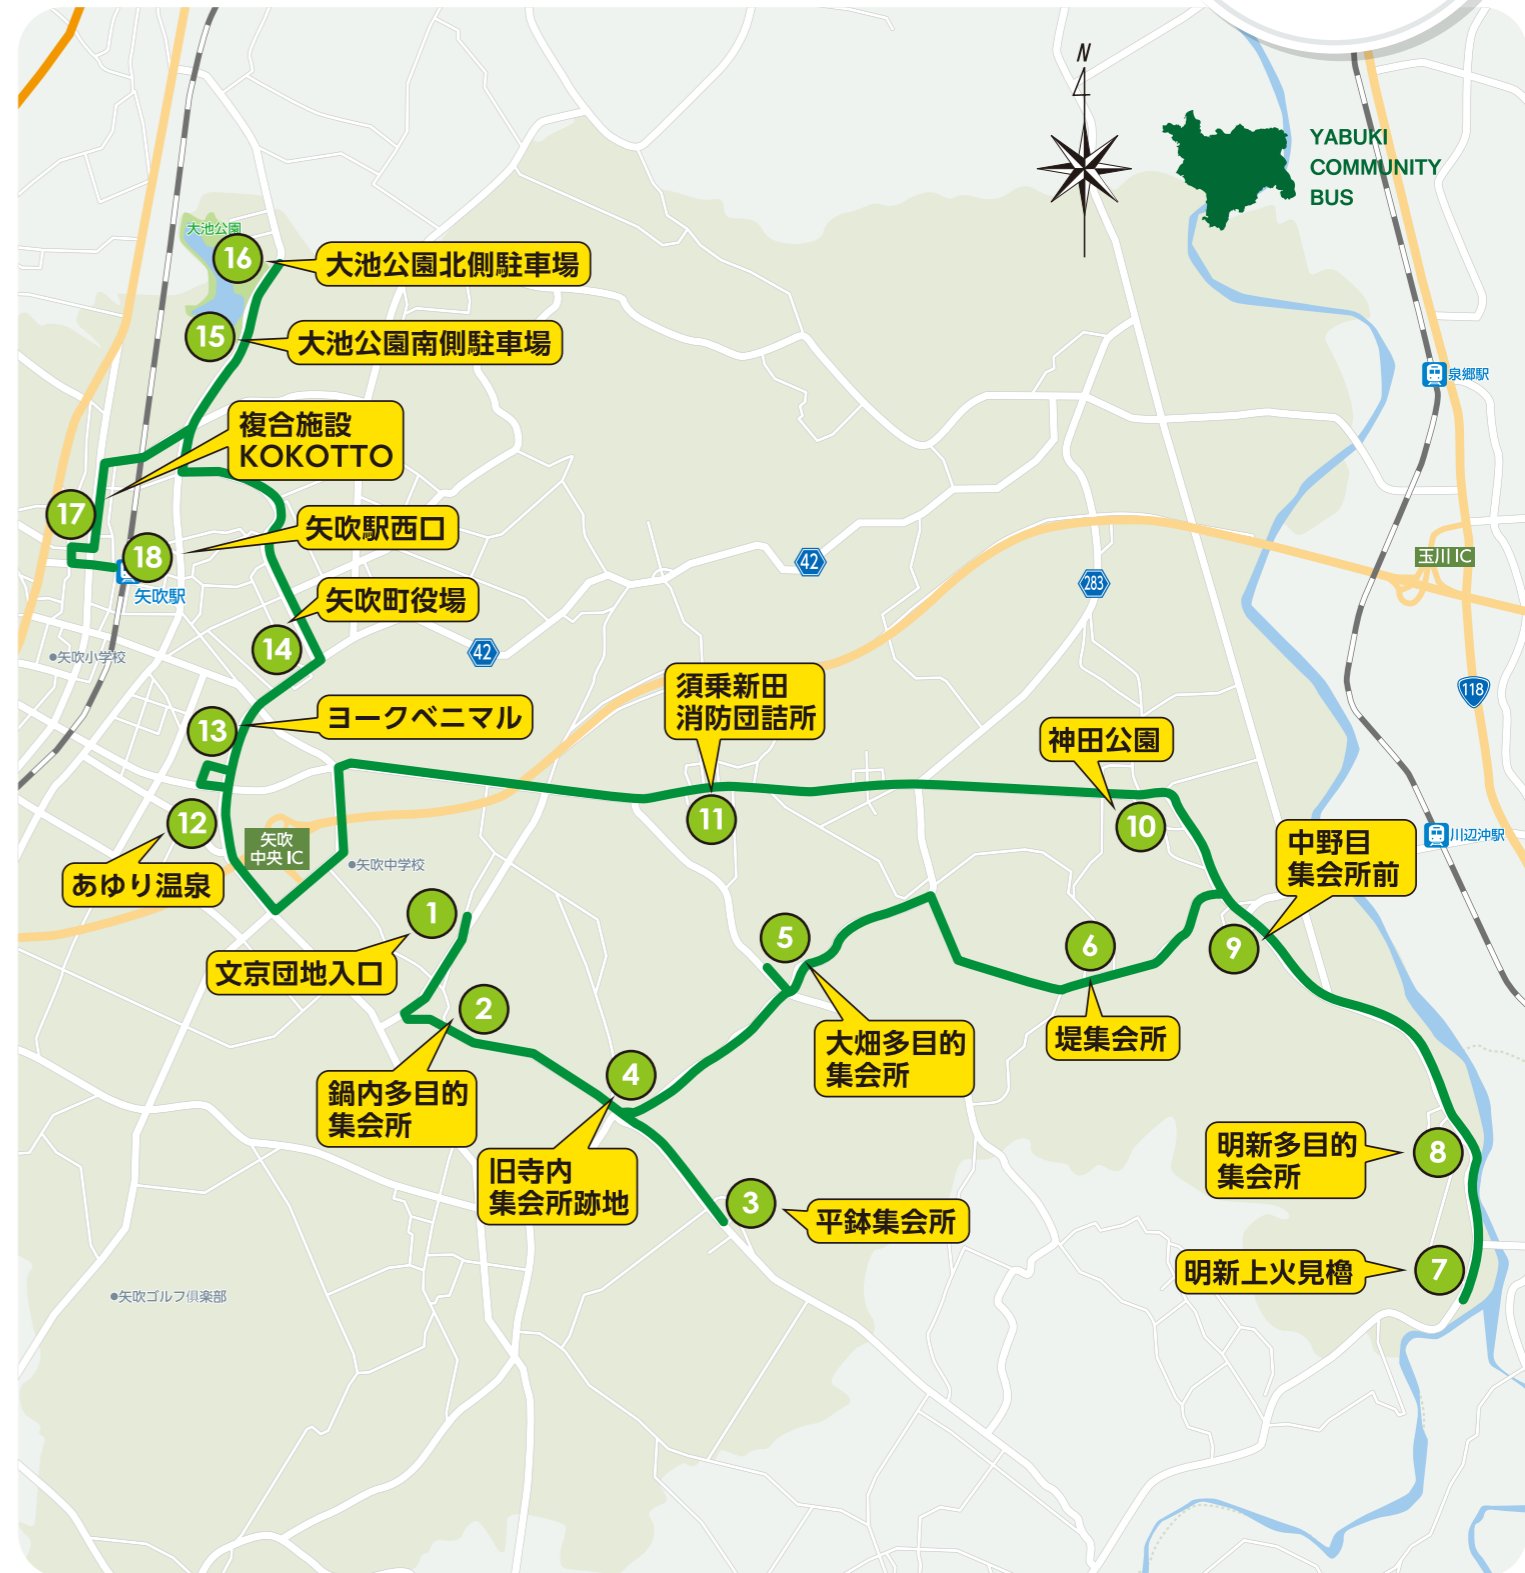 N
YABUKI
COMMUNITY
BUS
大池公園
16
大池公園北側駐車場
15
大池公園南側駐車場
泉郷駅
複合施設
KOKOTTO
17
矢吹駅西口
18
矢吹駅
42
283
玉川 IC
矢吹町役場
14
42
矢吹小学校
118
須乗新田
消防団詰所
11
ヨークベニマル
13
神田公園
10
12
あゆり温泉
矢吹
中央 IC
矢吹中学校
川辺沖駅
中野目
集会所前
9
1
文京団地入口
5
大畑多目的
集会所
6
堤集会所
2
鍋内多目的
集会所
4
旧寺内
集会所跡地
3
平鉢集会所
明新多目的
集会所
8
明新上火見櫓
7
矢吹ゴルフ倶楽部